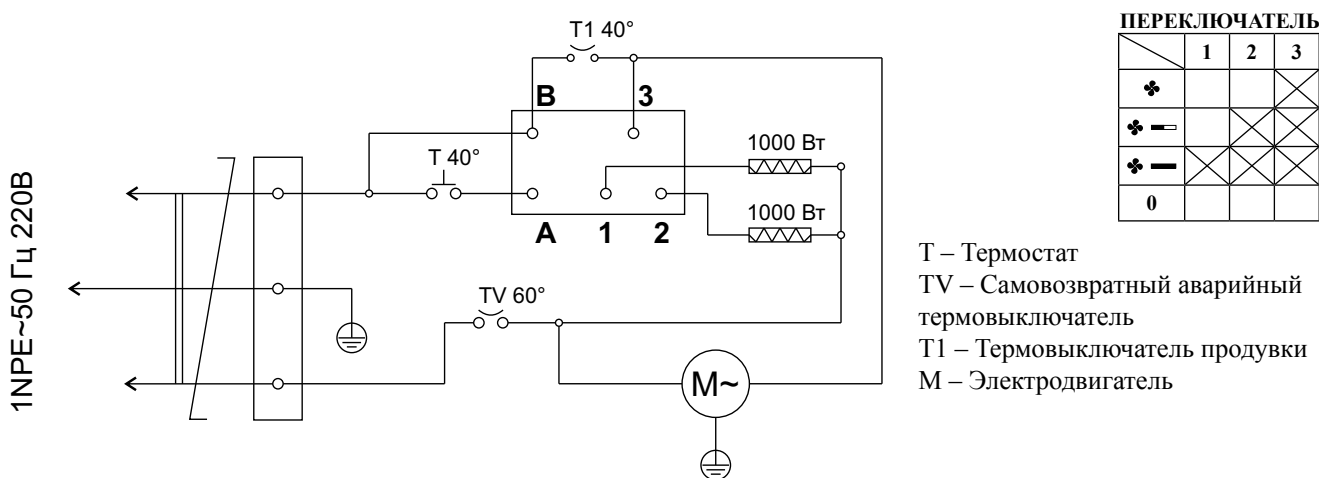 1NPE~50 Гц 220В
T1 40°
B
3
T 40°
A
1
2
1000 Вт
1000 Вт
TV 60°
M~
ПЕРЕКЛЮЧАТЕЛЬ
1 2 3
0
T – Термостат
TV – Самовозвратный аварийный
термовыключатель
T1 – Термовыключатель продувки
M – Электродвигатель